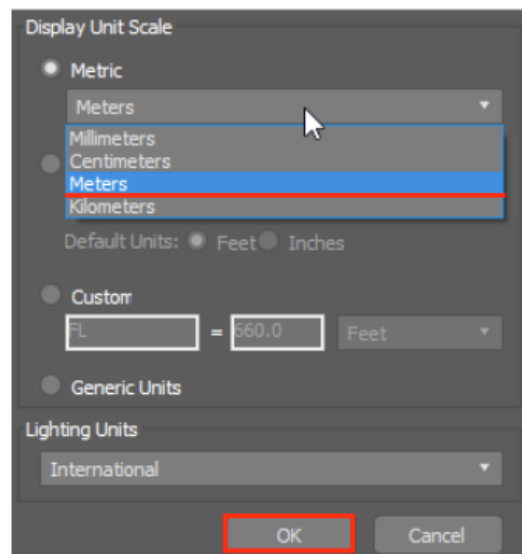 Display Unit Scale
Metric
Meters
Millimeters
Centimeters
Meters
Kilometers
Default Units: Feet Inches
Custom
FL = 660.0 Feet
Generic Units
Lighting Units
International
OK Cancel